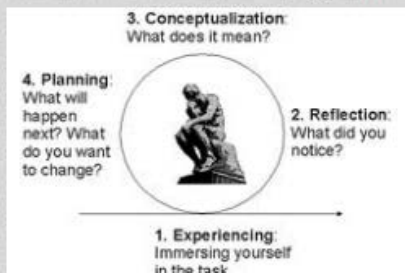 3. Conceptualization:
What does it mean?
4. Planning:
What will
happen
next? What
do you want
to change?
2. Reflection:
What did you
notice?
1. Experiencing:
Immersing yourself
in the task